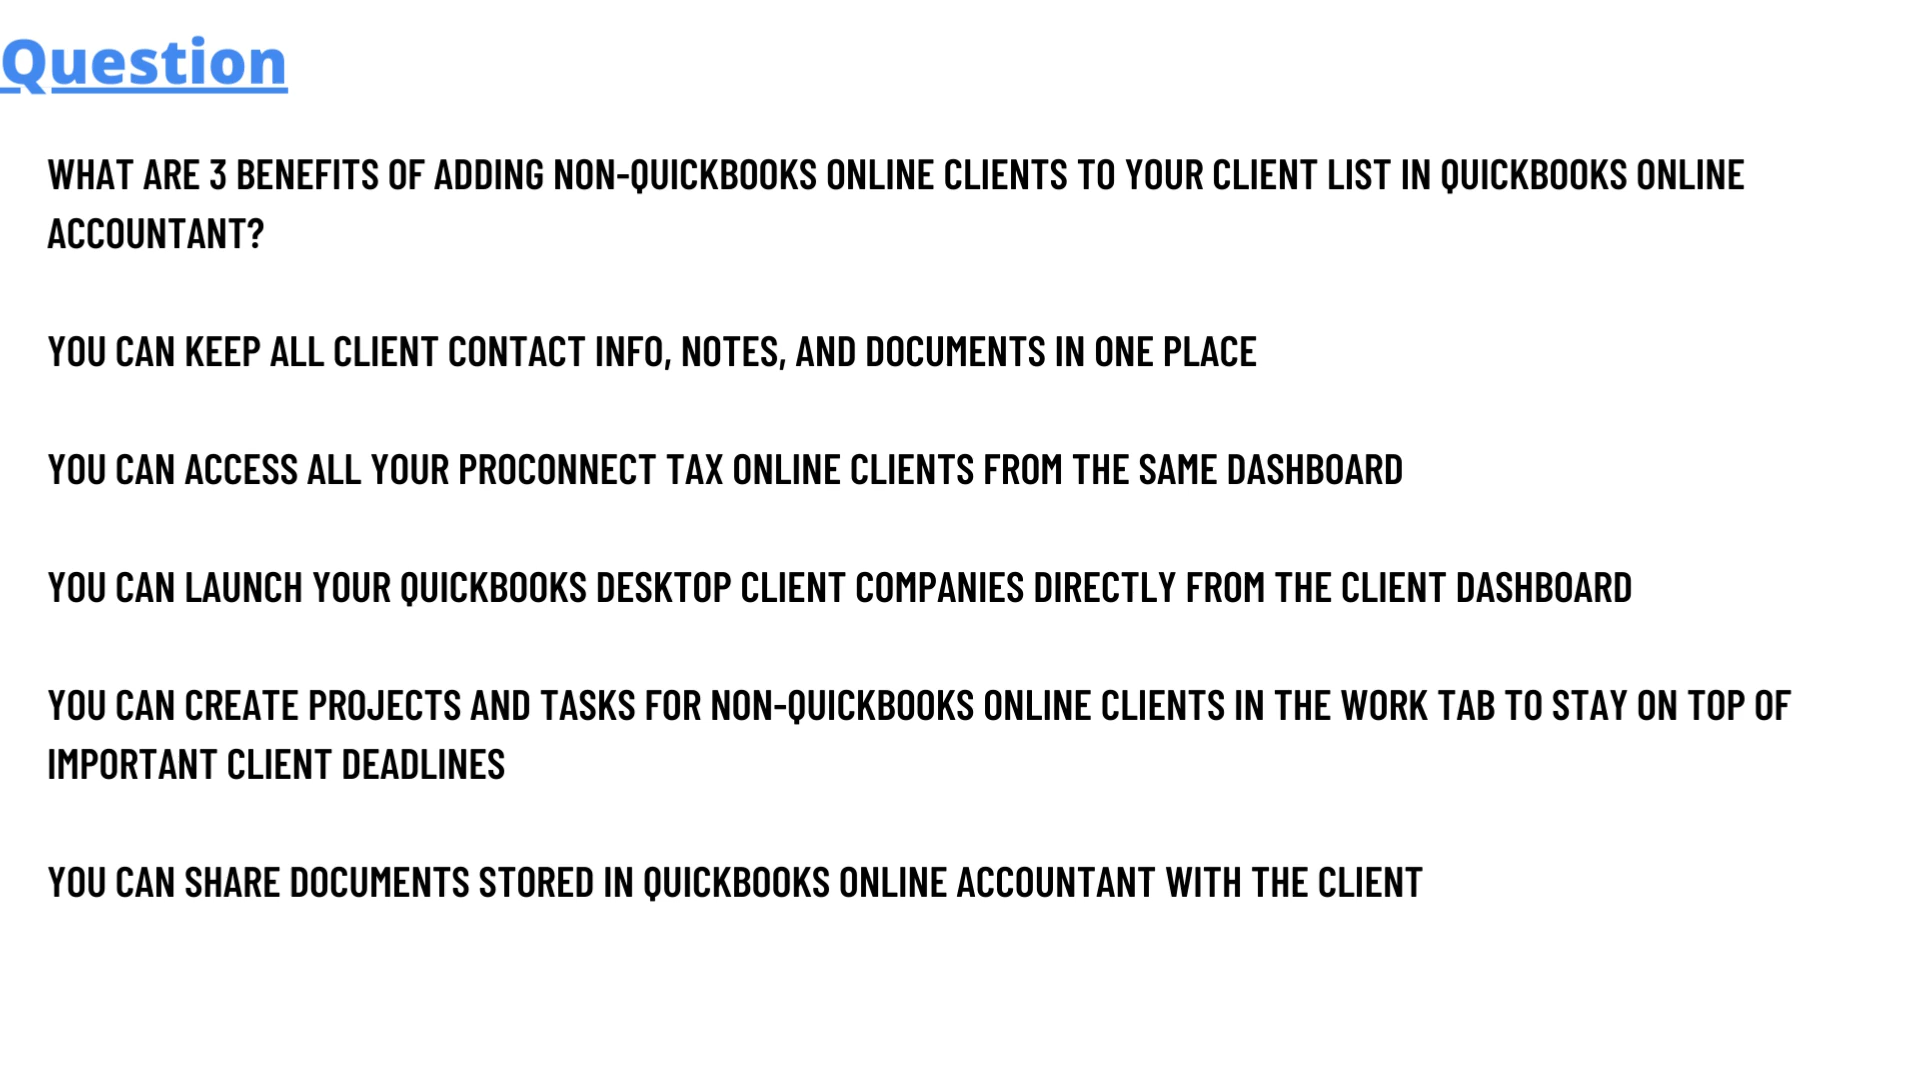 Question
WHAT ARE 3 BENEFITS OF ADDING NON-QUICKBOOKS ONLINE CLIENTS TO YOUR CLIENT LIST IN QUICKBOOKS ONLINE
ACCOUNTANT?
YOU CAN KEEP ALL CLIENT CONTACT INFO, NOTES, AND DOCUMENTS IN ONE PLACE
YOU CAN ACCESS ALL YOUR PROCONNECT TAX ONLINE CLIENTS FROM THE SAME DASHBOARD
YOU CAN LAUNCH YOUR QUICKBOOKS DESKTOP CLIENT COMPANIES DIRECTLY FROM THE CLIENT DASHBOARD
YOU CAN CREATE PROJECTS AND TASKS FOR NON-QUICKBOOKS ONLINE CLIENTS IN THE WORK TAB TO STAY ON TOP OF
IMPORTANT CLIENT DEADLINES
YOU CAN SHARE DOCUMENTS STORED IN QUICKBOOKS ONLINE ACCOUNTANT WITH THE CLIENT